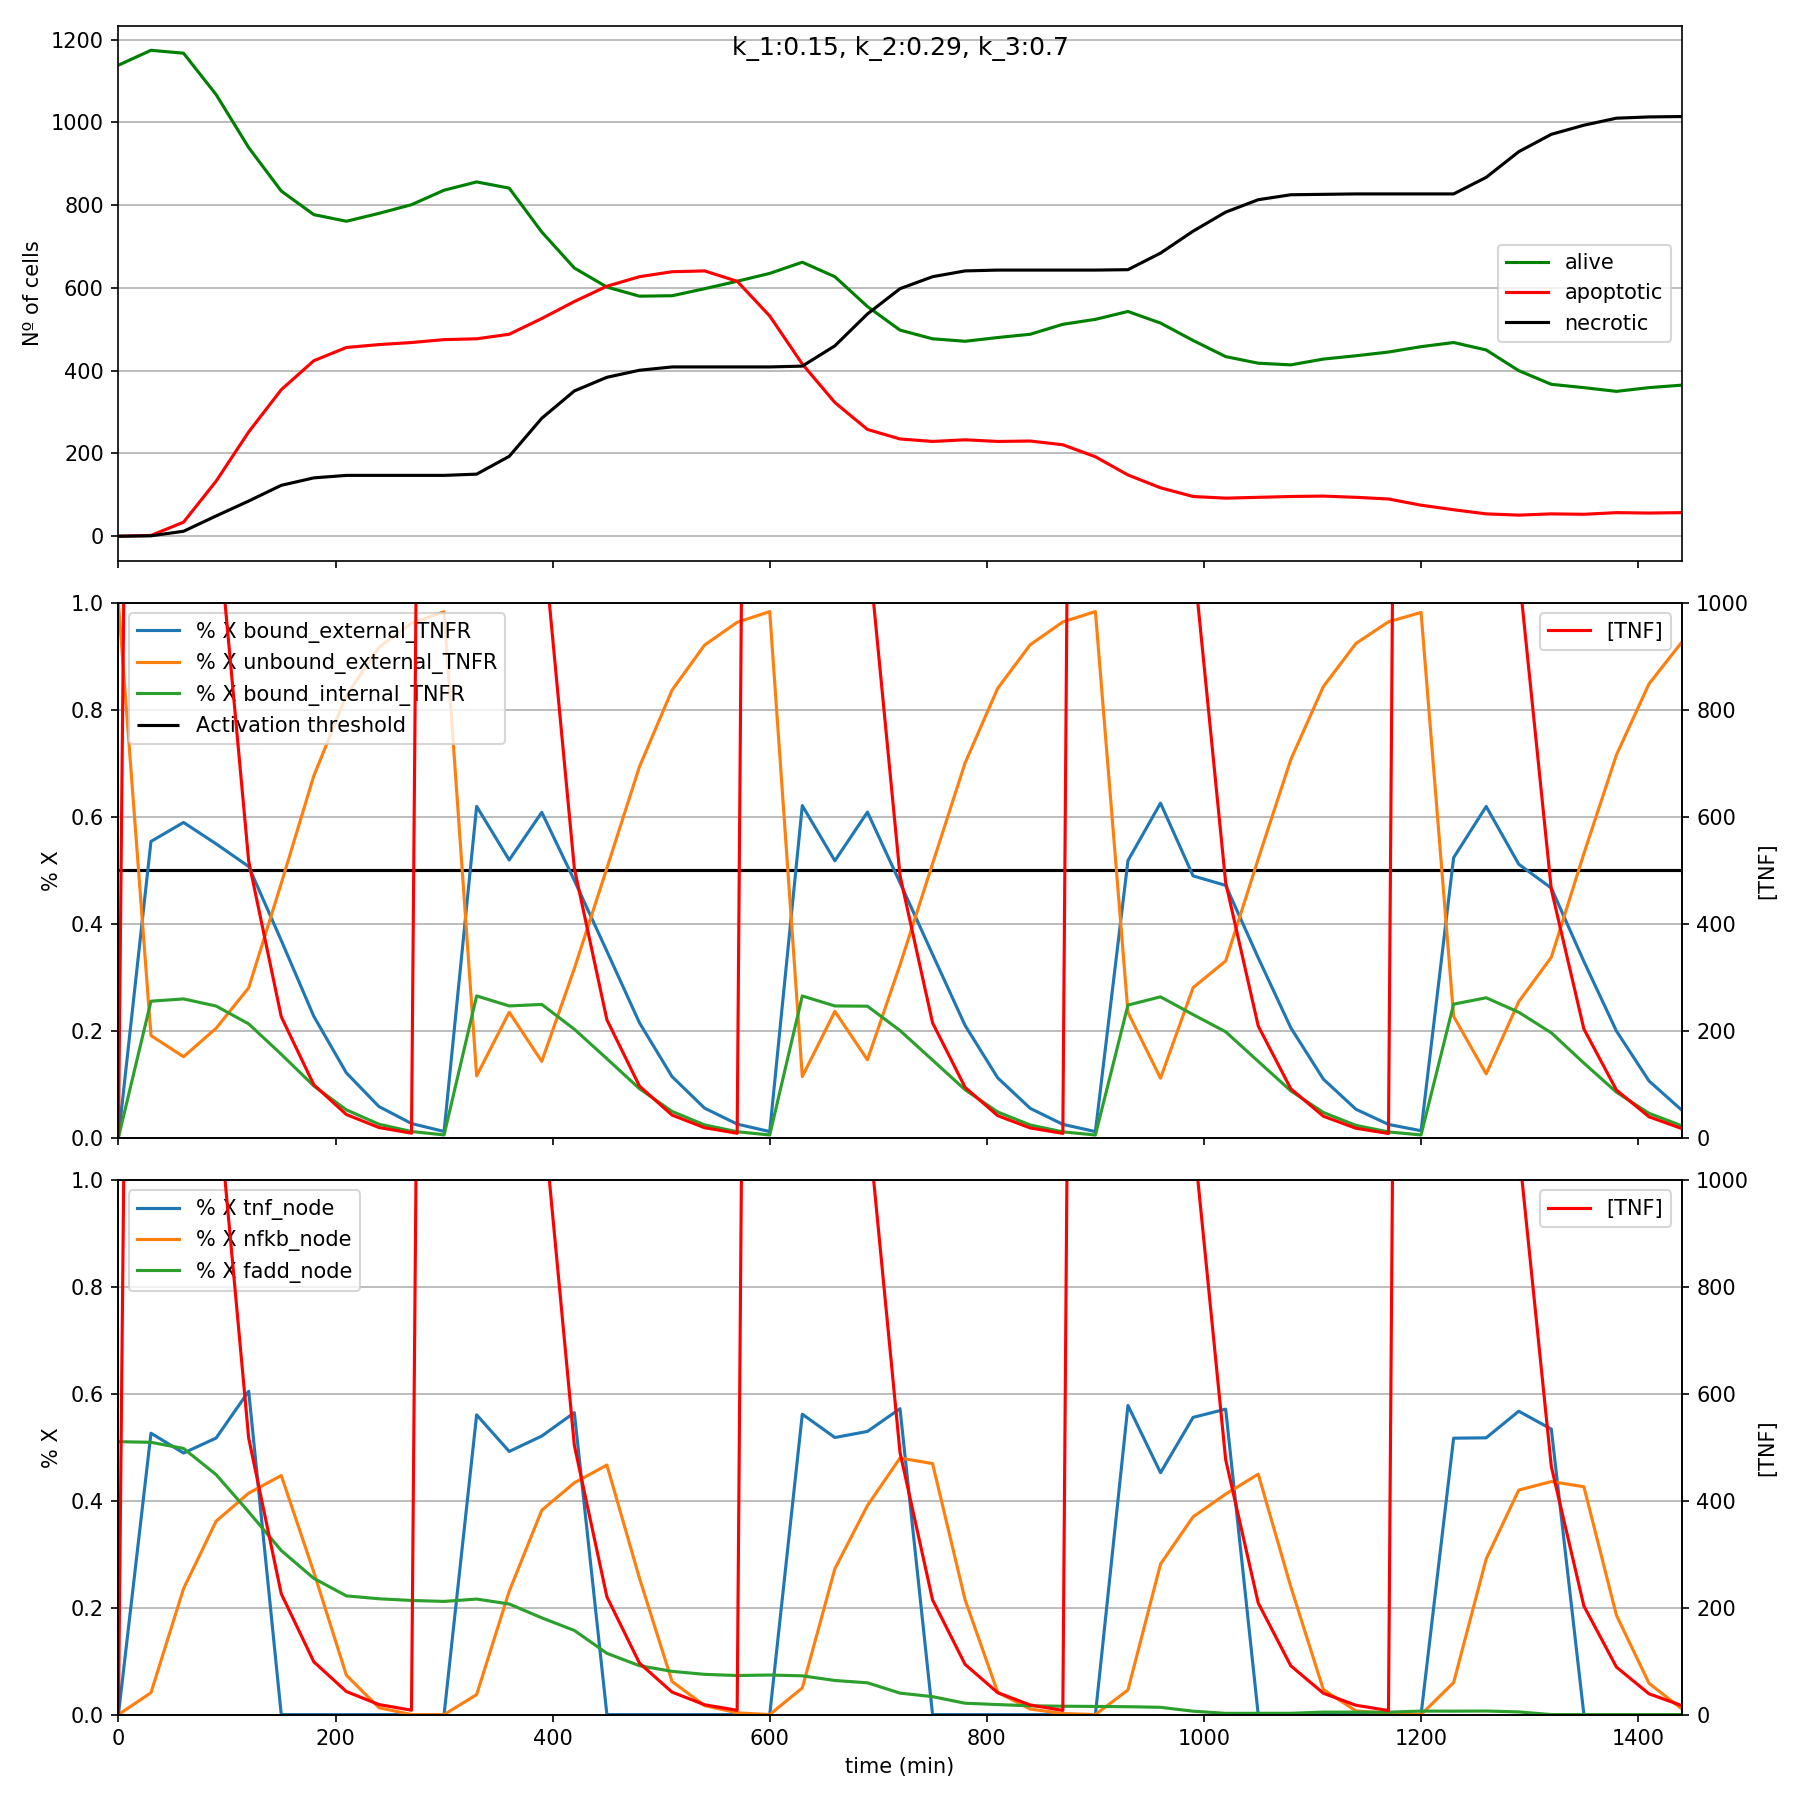 k_1:0.15, k_2:0.29, k_3:0.7
1200
1000
800
600
400
200
0
Nº of cells
alive
apoptotic
necrotic
1.0
0.8
0.6
0.4
0.2
0.0
% X
% X bound_external_TNFR
% X unbound_external_TNFR
% X bound_internal_TNFR
Activation threshold
[TNF]
1000
800
600
400
200
0
[TNF]
1.0
0.8
0.6
0.4
0.2
0.0
% X
% X tnf_node
% X nfkb_node
% X fadd_node
[TNF]
1000
800
600
400
200
0
[TNF]
0 200 400 600 800 1000 1200 1400
time (min)